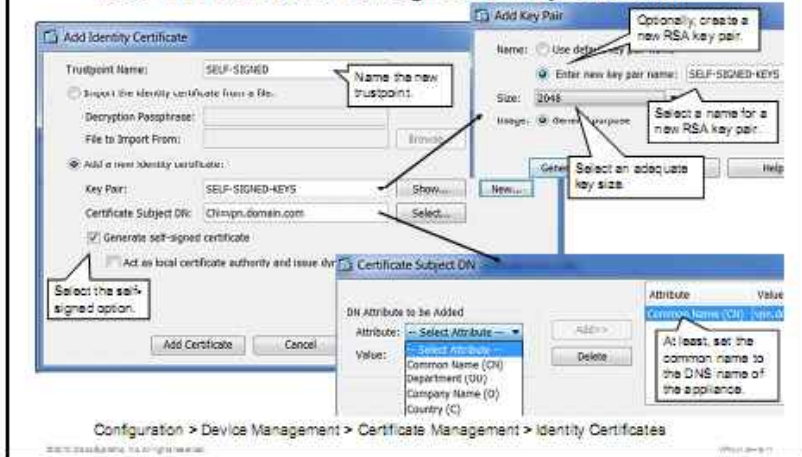 Add Identity Certificate
Trustpoint Name:
SELF-SIGNED
Name the new
trustpoint.
Import the identity certificate from a file:
Decryption Passphrase:
File to Import From:
Browse...
Add a new identity certificate:
Key Pair:
SELF-SIGNED-KEYS
Show...
New...
Certificate Subject DN:
CN=vpn.domain.com
Select...
Generate self-signed certificate
Act as local certificate authority and issue
Select the self-
signed option.
Add Certificate
Cancel
Add Key Pair
Optionally, create a
new RSA key pair.
Name:
Use default key
Enter new key pair name:
SELF-SIGNED-KEYS
Size:
2048
Select a name for a
new RSA key pair.
Usage:
General purpose
Select an adequate
key size.
Help
Certificate Subject DN
DN Attribute to be Added
Attribute:
-- Select Attribute --
Value:
-- Select Attribute --
Common Name (CN)
Department (OU)
Company Name (O)
Country (C)
Add>>
Delete
Attribute
Value
Common Name (CN)
At least, set the
common name to
the DNS name of
the appliance.
Configuration > Device Management > Certificate Management > Identity Certificates